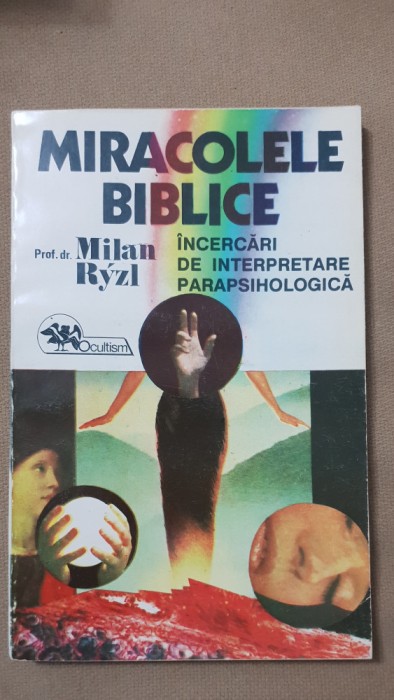 MIRACOLELE
BIBLICE
Prof. dr. Milan
Rýzl
ÎNCERCĂRI
DE INTERPRETARE
PARAPSIHOLOGICĂ
Ocultism